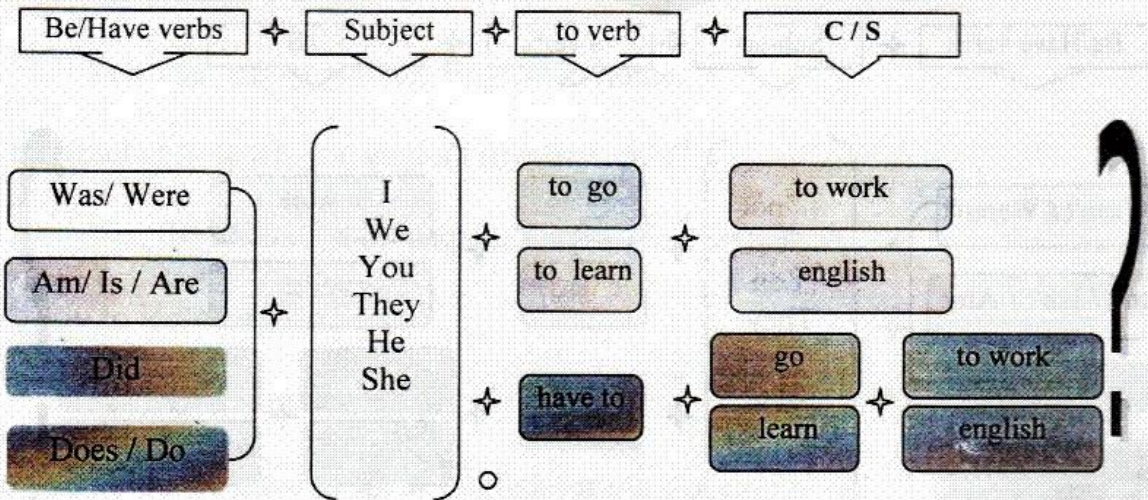 Be/Have verbs Subject to verb C / S
Was/ Were
Am/ Is / Are
Did
Does / Do
I
We
You
They
He
She
to go
to learn
have to
to work
english
go
learn
to work
english
?